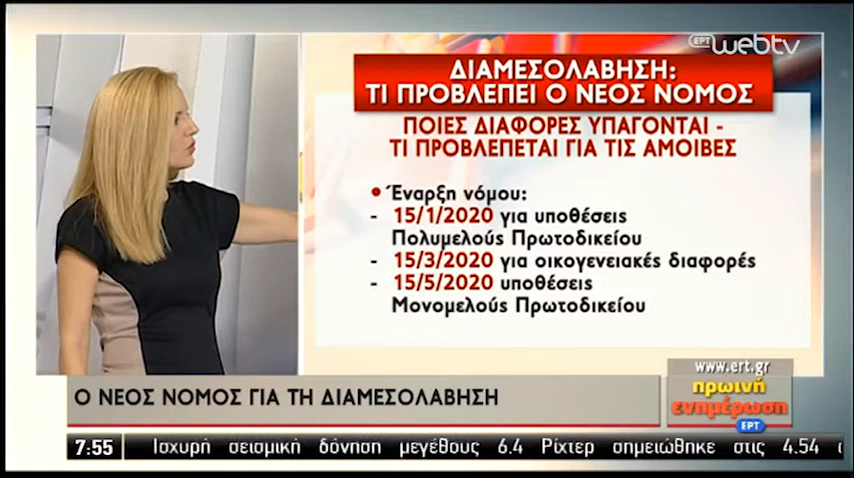 ΕΡΤ webtv
ΔΙΑΜΕΣΟΛΑΒΗΣΗ:
ΤΙ ΠΡΟΒΛΕΠΕΙ Ο ΝΕΟΣ ΝΟΜΟΣ
ΠΟΙΕΣ ΔΙΑΦΟΡΕΣ ΥΠΑΓΟΝΤΑΙ -
ΤΙ ΠΡΟΒΛΕΠΕΤΑΙ ΓΙΑ ΤΙΣ ΑΜΟΙΒΕΣ
• Έναρξη νόμου:
- 15/1/2020 για υποθέσεις
Πολυμελούς Πρωτοδικείου
- 15/3/2020 για οικογενειακές διαφορές
- 15/5/2020 υποθέσεις
Μονομελούς Πρωτοδικείου
www.ert.gr
πρωινή
ενημέρωση
ΕΡΤ
Ο ΝΕΟΣ ΝΟΜΟΣ ΓΙΑ ΤΗ ΔΙΑΜΕΣΟΛΑΒΗΣΗ
7:55 Ισχυρή σεισμική δόνηση μεγέθους 6.4 Ρίχτερ σημειώθηκε στις 4.54